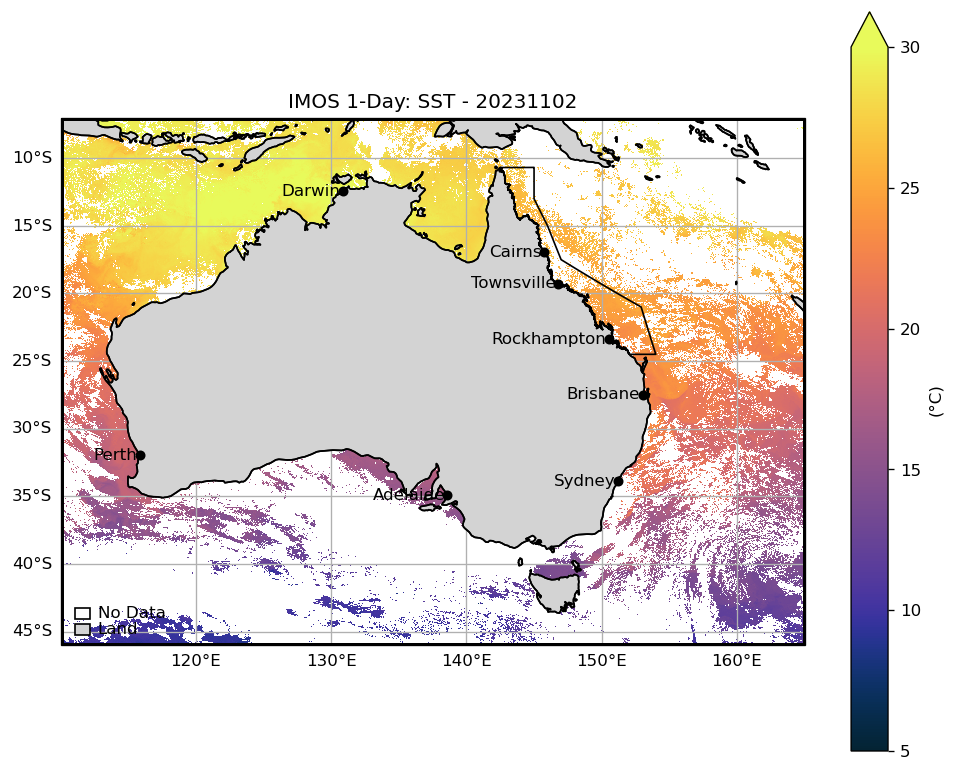 IMOS 1-Day: SST - 20231102
30
25
20
15
10
5
(°C)
10°S
15°S
20°S
25°S
30°S
35°S
40°S
45°S
Darwin
Cairns
Townsville
Rockhampton
Brisbane
Perth
Sydney
Adelaide
No Data
Land
120°E
130°E
140°E
150°E
160°E